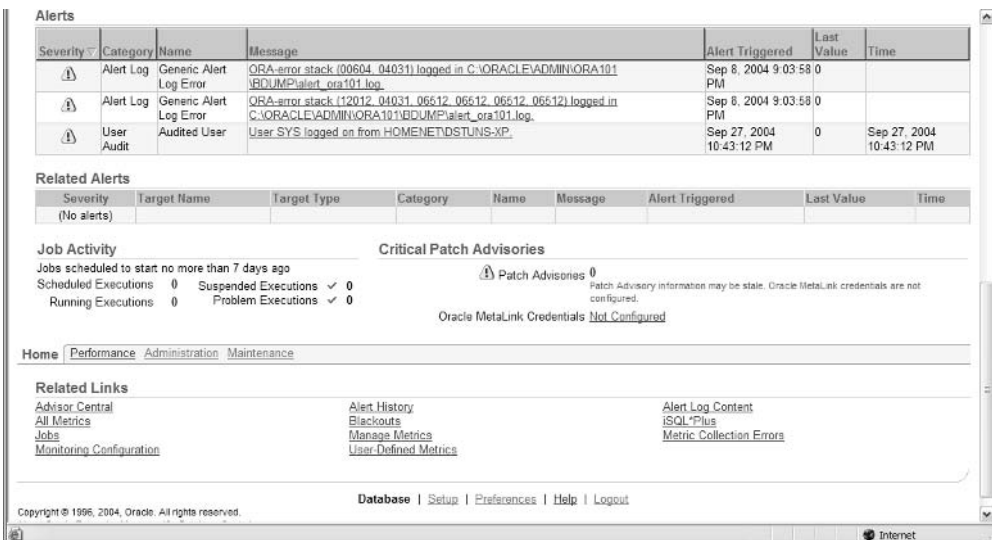 Alerts
Severity Category Name Message Alert Triggered Last Value Time
Alert Log Generic Alert Log Error ORA-error stack (00604, 04031) logged in C:\ORACLE\ADMIN\ORA101 \BDUMP\alert_ora101.log. Sep 8, 2004 9:03:58 PM 0
Alert Log Generic Alert Log Error ORA-error stack (12012, 04031, 06512, 06512, 06512, 06512) logged in C:\ORACLE\ADMIN\ORA101\BDUMP\alert_ora101.log. Sep 8, 2004 9:03:58 PM 0
User Audit Audited User User SYS logged on from HOMENET\DSTUNS-XP. Sep 27, 2004 10:43:12 PM 0 Sep 27, 2004 10:43:12 PM
Related Alerts
Severity Target Name Target Type Category Name Message Alert Triggered Last Value Time
(No alerts)
Job Activity
Jobs scheduled to start no more than 7 days ago
Scheduled Executions 0 Suspended Executions ✓ 0
Running Executions 0 Problem Executions ✓ 0
Critical Patch Advisories
Patch Advisories 0
Patch Advisory information may be stale. Oracle MetaLink credentials are not
configured.
Oracle MetaLink Credentials Not Configured
Home Performance Administration Maintenance
Related Links
Advisor Central Alert History Alert Log Content
All Metrics Blackouts iSQL*Plus
Jobs Manage Metrics Metric Collection Errors
Monitoring Configuration User-Defined Metrics
Database | Setup | Preferences | Help | Logout
Copyright © 1996, 2004, Oracle. All rights reserved.
Internet